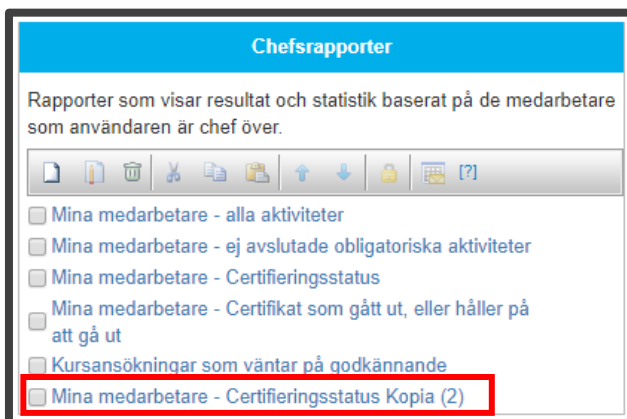 Chefsrapporter
Rapporter som visar resultat och statistik baserat på de medarbetare
som användaren är chef över.
[?]
Mina medarbetare - alla aktiviteter
Mina medarbetare - ej avslutade obligatoriska aktiviteter
Mina medarbetare - Certifieringsstatus
Mina medarbetare - Certifikat som gått ut, eller håller på
att gå ut
Kursansökningar som väntar på godkännande
Mina medarbetare - Certifieringsstatus Kopia (2)